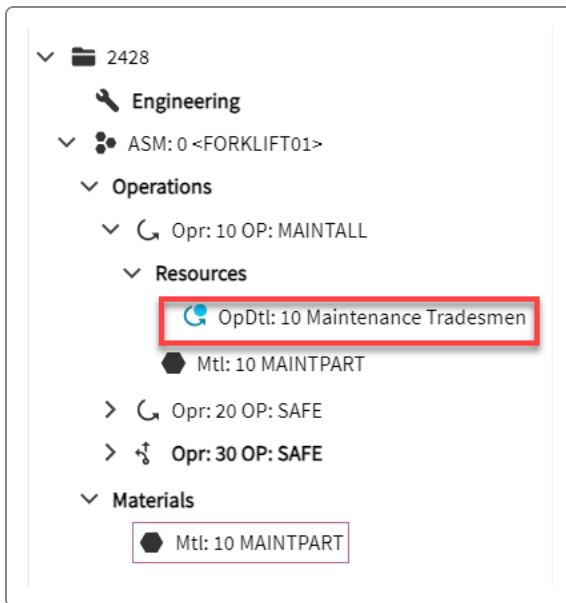 2428
Engineering
ASM: 0 <FORKLIFT01>
Operations
Opr: 10 OP: MAINTALL
Resources
OpDtl: 10 Maintenance Tradesmen
Mtl: 10 MAINTPART
Opr: 20 OP: SAFE
Opr: 30 OP: SAFE
Materials
Mtl: 10 MAINTPART